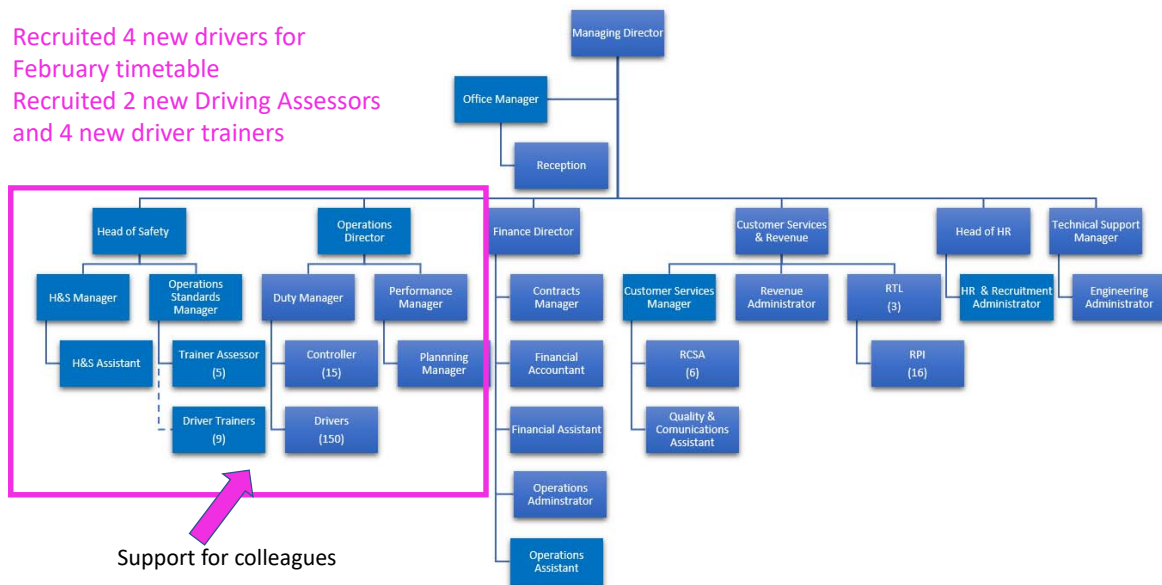 Recruited 4 new drivers for
February timetable
Recruited 2 new Driving Assessors
and 4 new driver trainers
Managing Director
Office Manager
Reception
Head of Safety
Operations
Director
Finance Director
Customer Services
& Revenue
Head of HR
Technical Support
Manager
H&S Manager
Operations
Standards
Manager
Duty Manager
Performance
Manager
Contracts
Manager
Customer Services
Manager
Revenue
Administrator
RTL
(3)
HR & Recruitment
Administrator
Engineering
Administrator
H&S Assistant
Trainer Assessor
(5)
Controller
(15)
Plannning
Manager
Financial
Accountant
RCSA
(6)
RPI
(16)
Driver Trainers
(9)
Drivers
(150)
Financial Assistant
Quality &
Comunications
Assistant
Operations
Adminstrator
Operations
Assistant
Support for colleagues